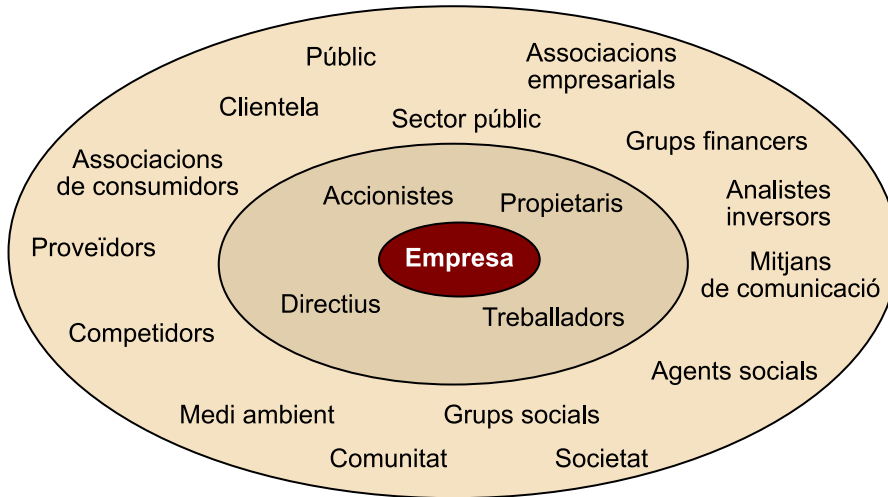 Públic
Associacions
empresarials
Clientela
Sector públic
Grups financers
Associacions
de consumidors
Accionistes
Propietaris
Analistes
inversors
Proveïdors
Empresa
Mitjans
de comunicació
Directius
Treballadors
Competidors
Agents socials
Medi ambient
Grups socials
Comunitat
Societat